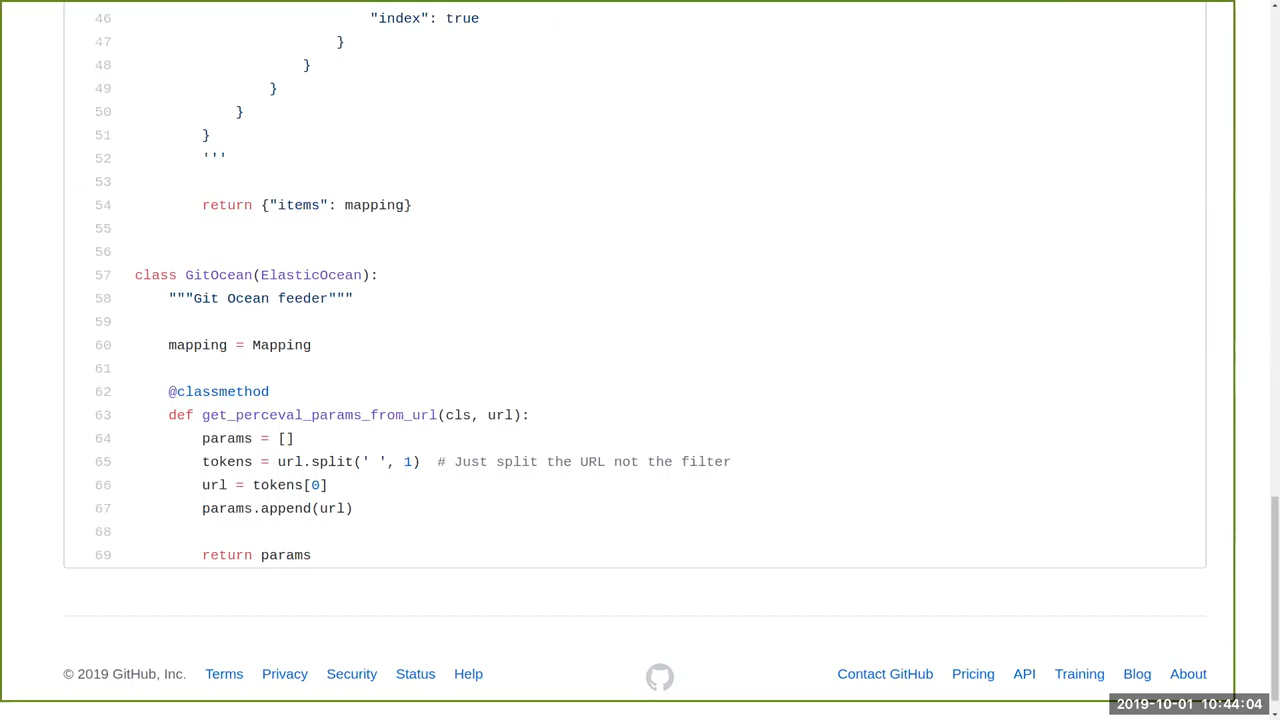 46 "index": true
47 }
48 }
49 }
50 }
51 }
52 '''
53
54 return {"items": mapping}
55
56
57 class GitOcean(ElasticOcean):
58 """Git Ocean feeder"""
59
60 mapping = Mapping
61
62 @classmethod
63 def get_perceval_params_from_url(cls, url):
64 params = []
65 tokens = url.split(' ', 1)  # Just split the URL not the filter
66 url = tokens[0]
67 params.append(url)
68
69 return params
© 2019 GitHub, Inc. Terms Privacy Security Status Help Contact GitHub Pricing API Training Blog About
2019-10-01 10:44:04